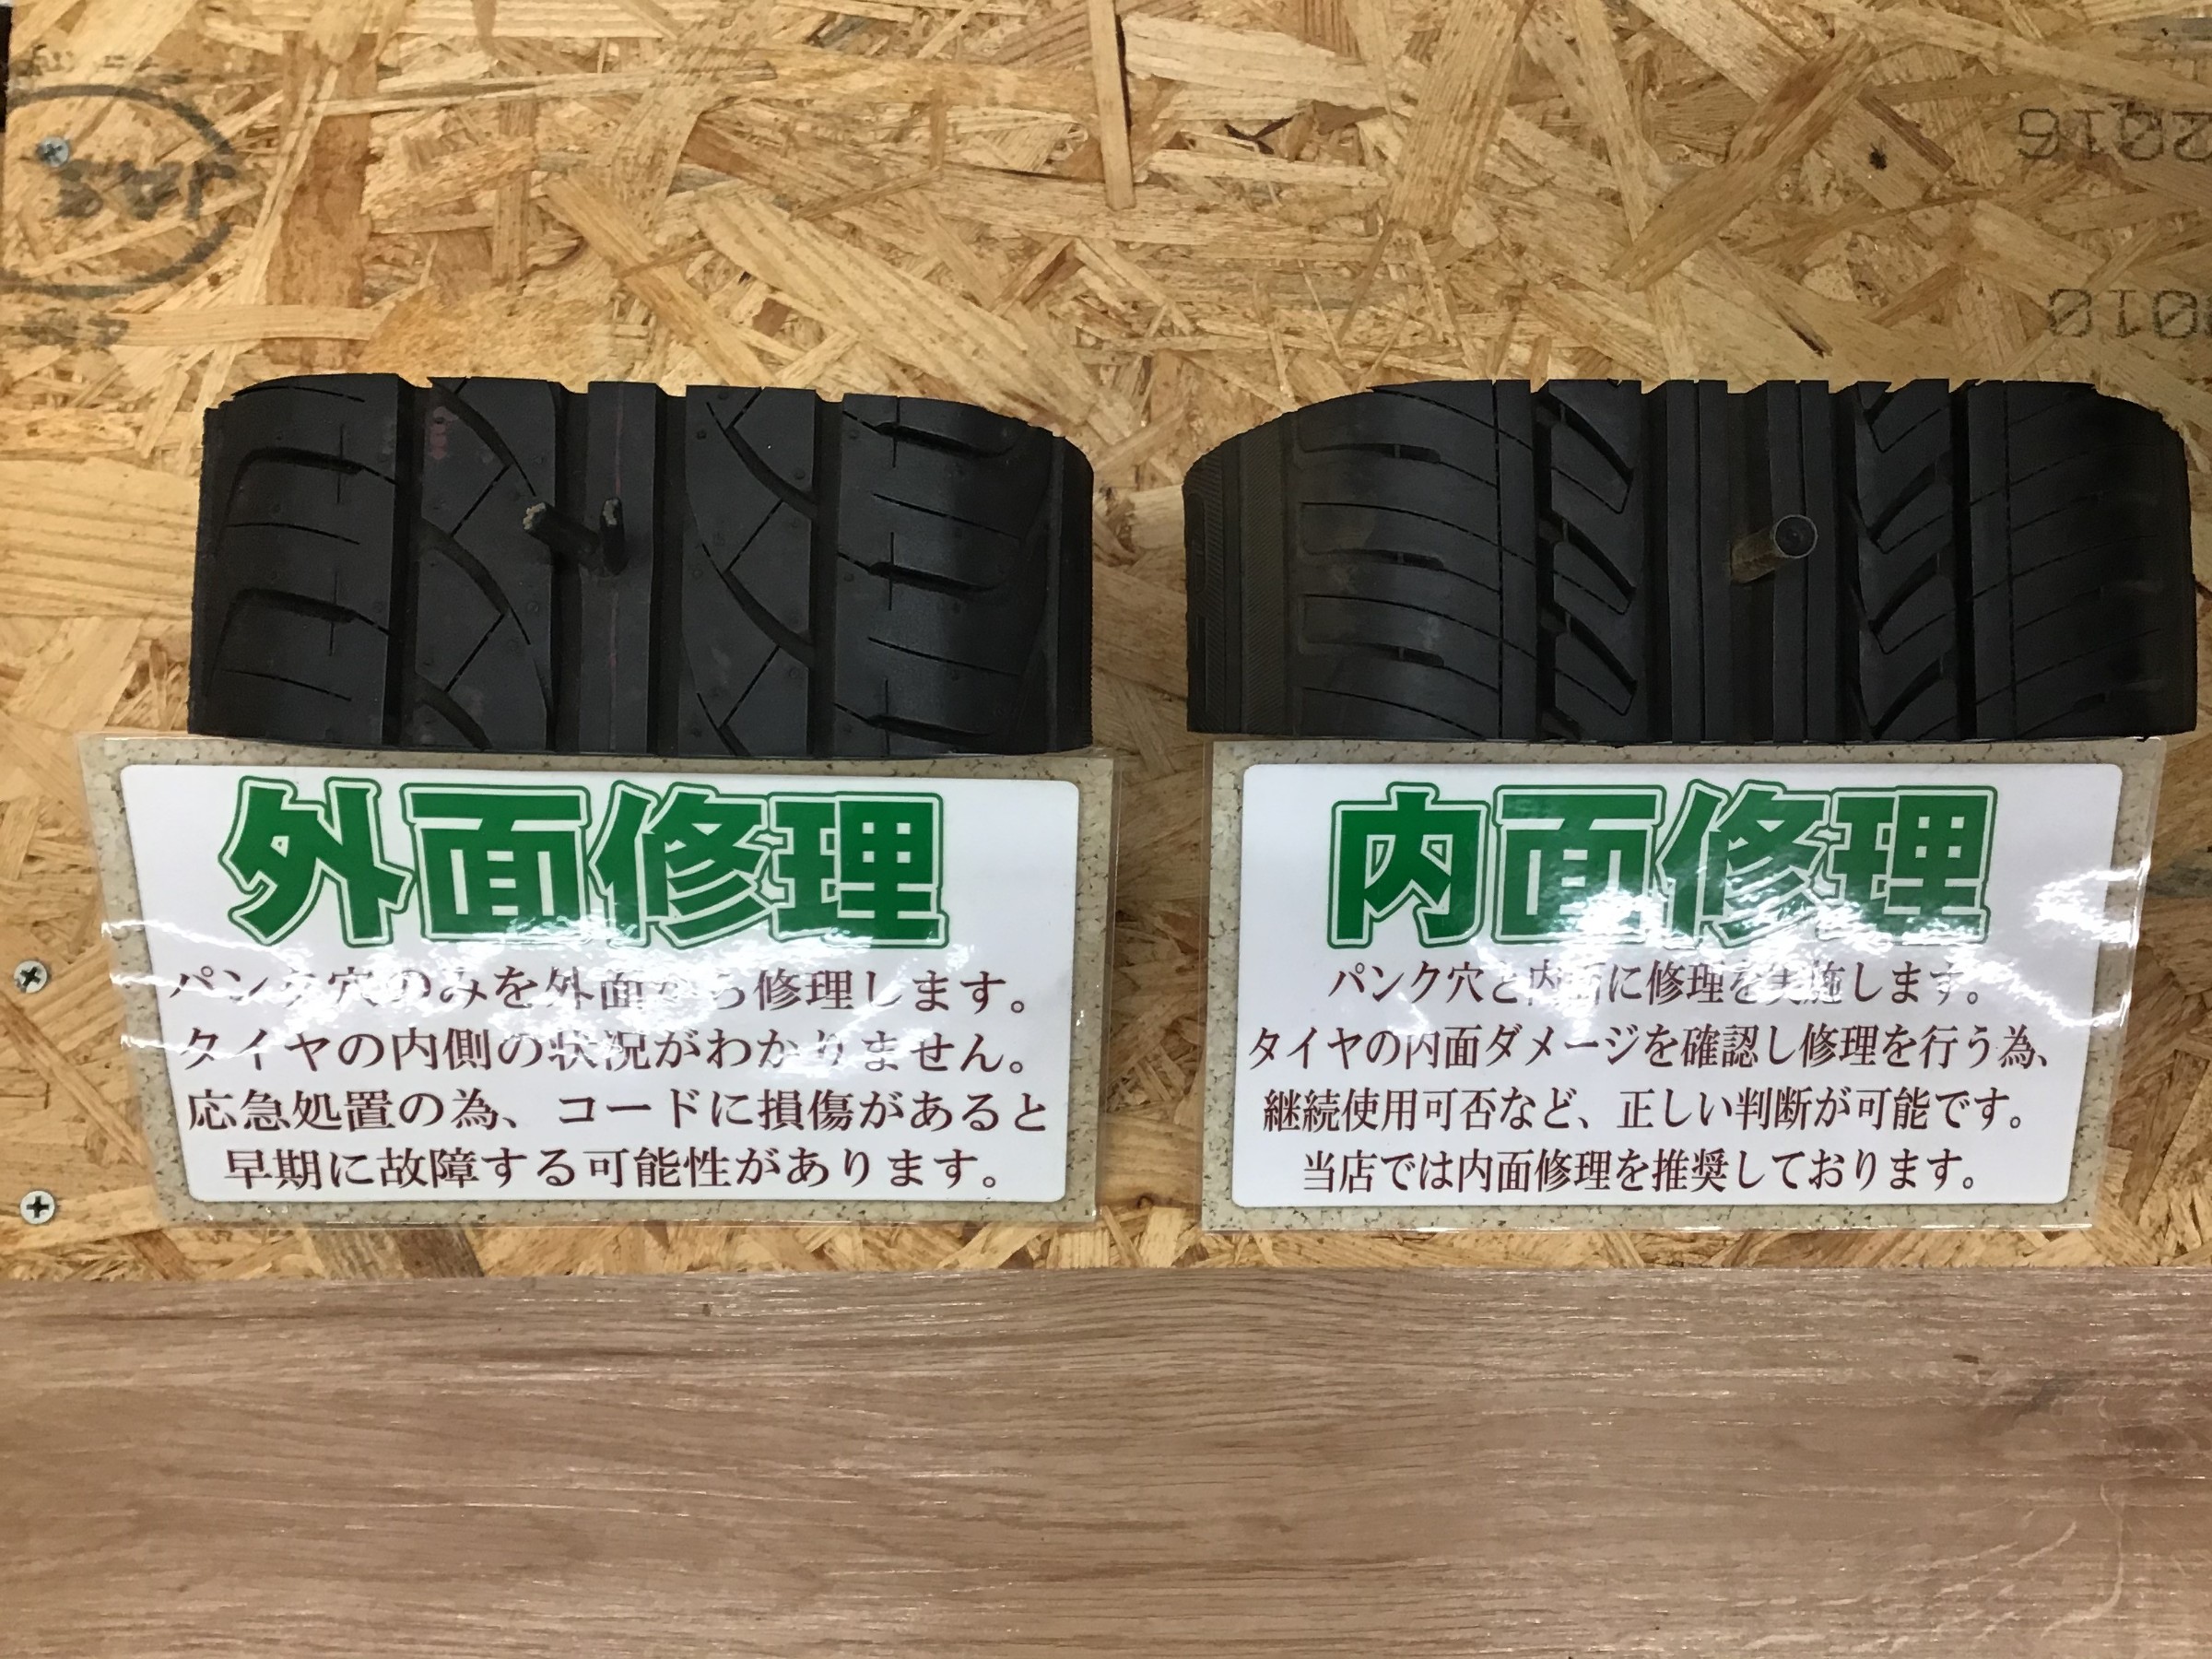 2016
010
外面修理
パンク穴のみを外面から修理します。
タイヤの内側の状況がわかりません。
応急処置の為、コードに損傷があると
早期に故障する可能性があります。
内面修理
パンク穴と内面に修理を実施します。
タイヤの内面ダメージを確認し修理を行う為、
継続使用可否など、正しい判断が可能です。
当店では内面修理を推奨しております。